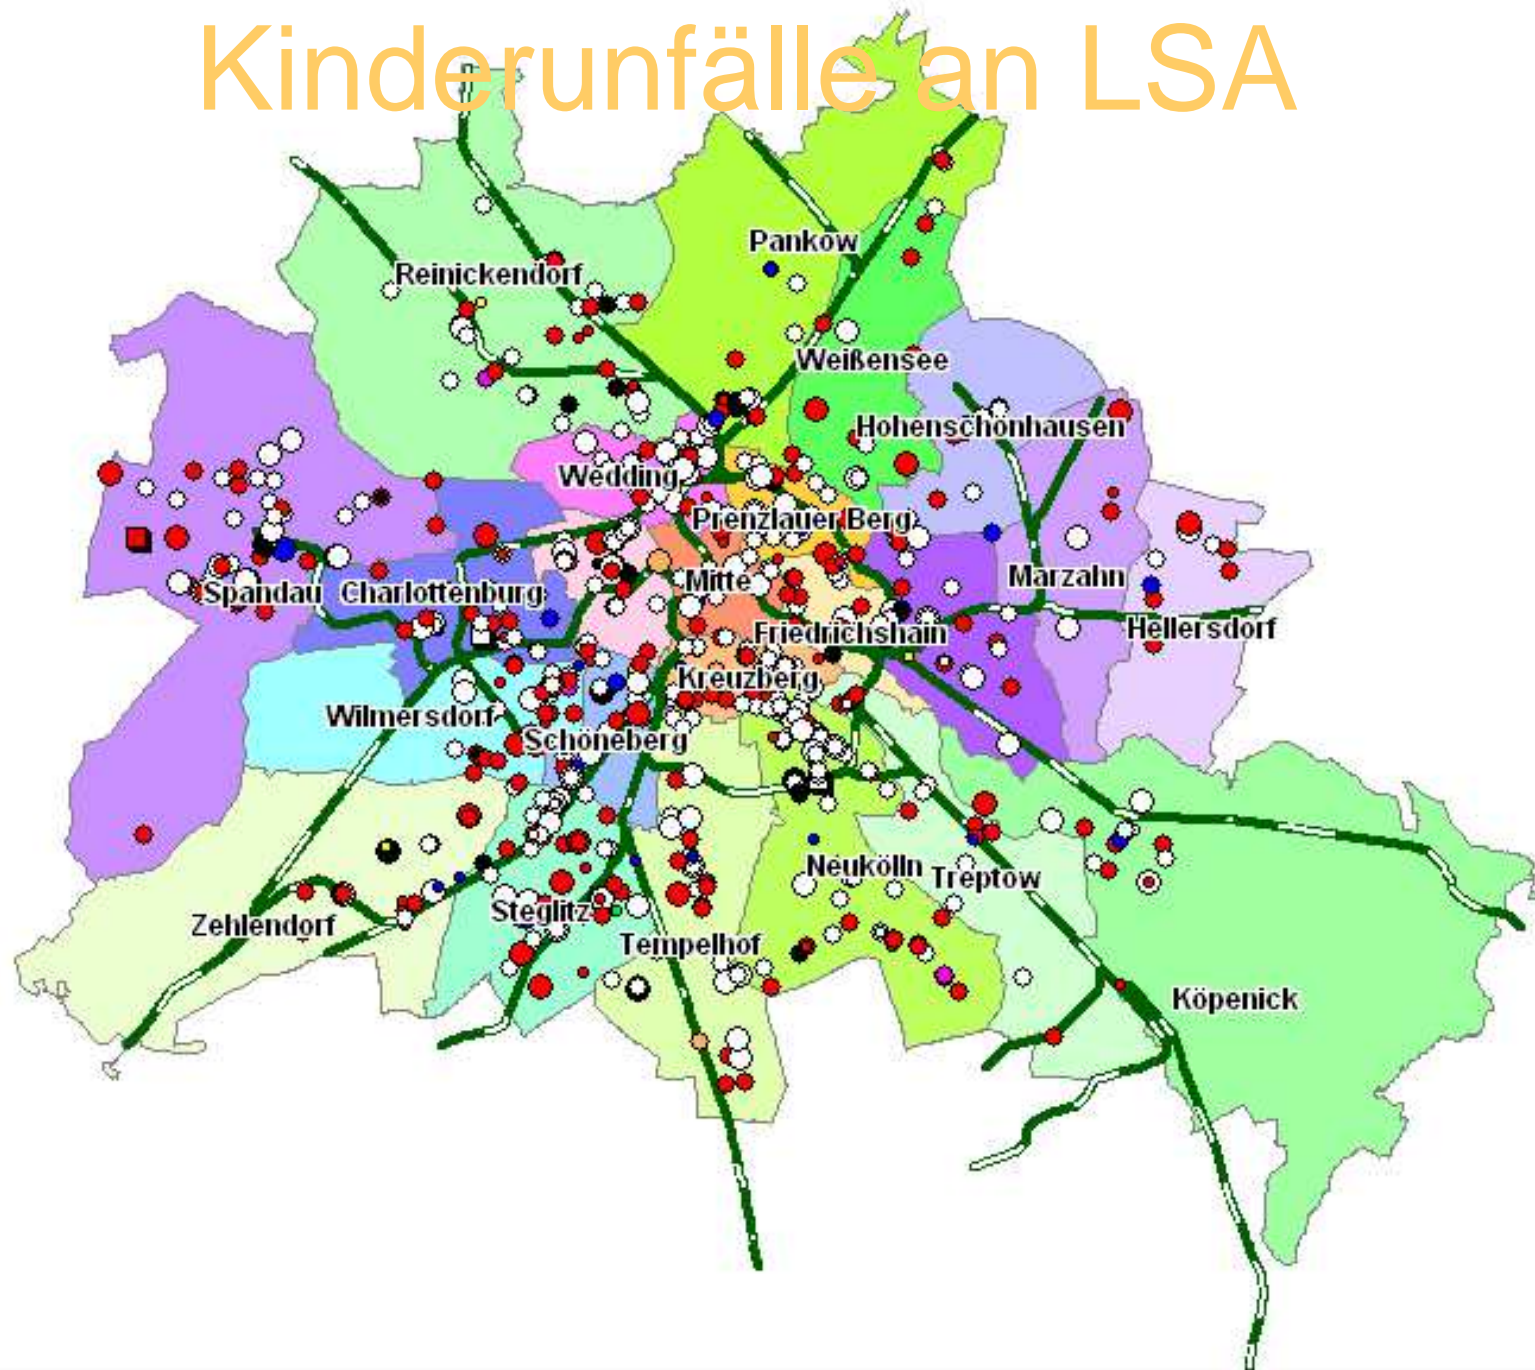 Kinderunfälle an LSA
Pankow
Reinickendorf
Weißensee
Hohenschönhausen
Wedding
Prenzlauer Berg
Mitte
Marzahn
Spandau
Charlottenburg
Hellersdorf
Friedrichshain
Kreuzberg
Wilmersdorf
Schöneberg
Neukölln
Treptow
Steglitz
Zehlendorf
Tempelhof
Köpenick